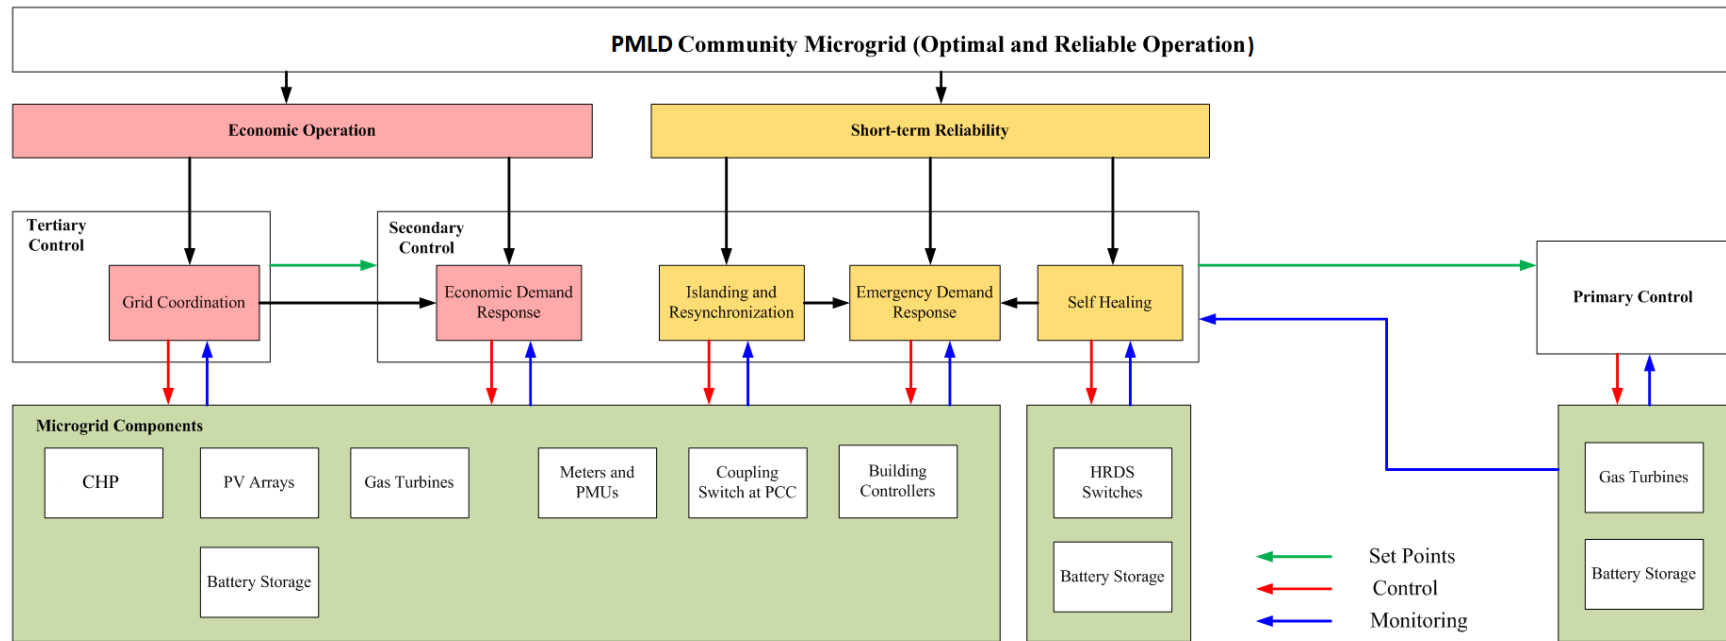 PMLD Community Microgrid (Optimal and Reliable Operation)
Economic Operation
Short-term Reliability
Tertiary
Control
Secondary
Control
Grid Coordination
Economic Demand
Response
Islanding and
Resynchronization
Emergency Demand
Response
Self Healing
Primary Control
Microgrid Components
CHP
PV Arrays
Gas Turbines
Meters and
PMUs
Coupling
Switch at PCC
Building
Controllers
Battery Storage
HRDS
Switches
Battery Storage
Gas Turbines
Battery Storage
Set Points
Control
Monitoring